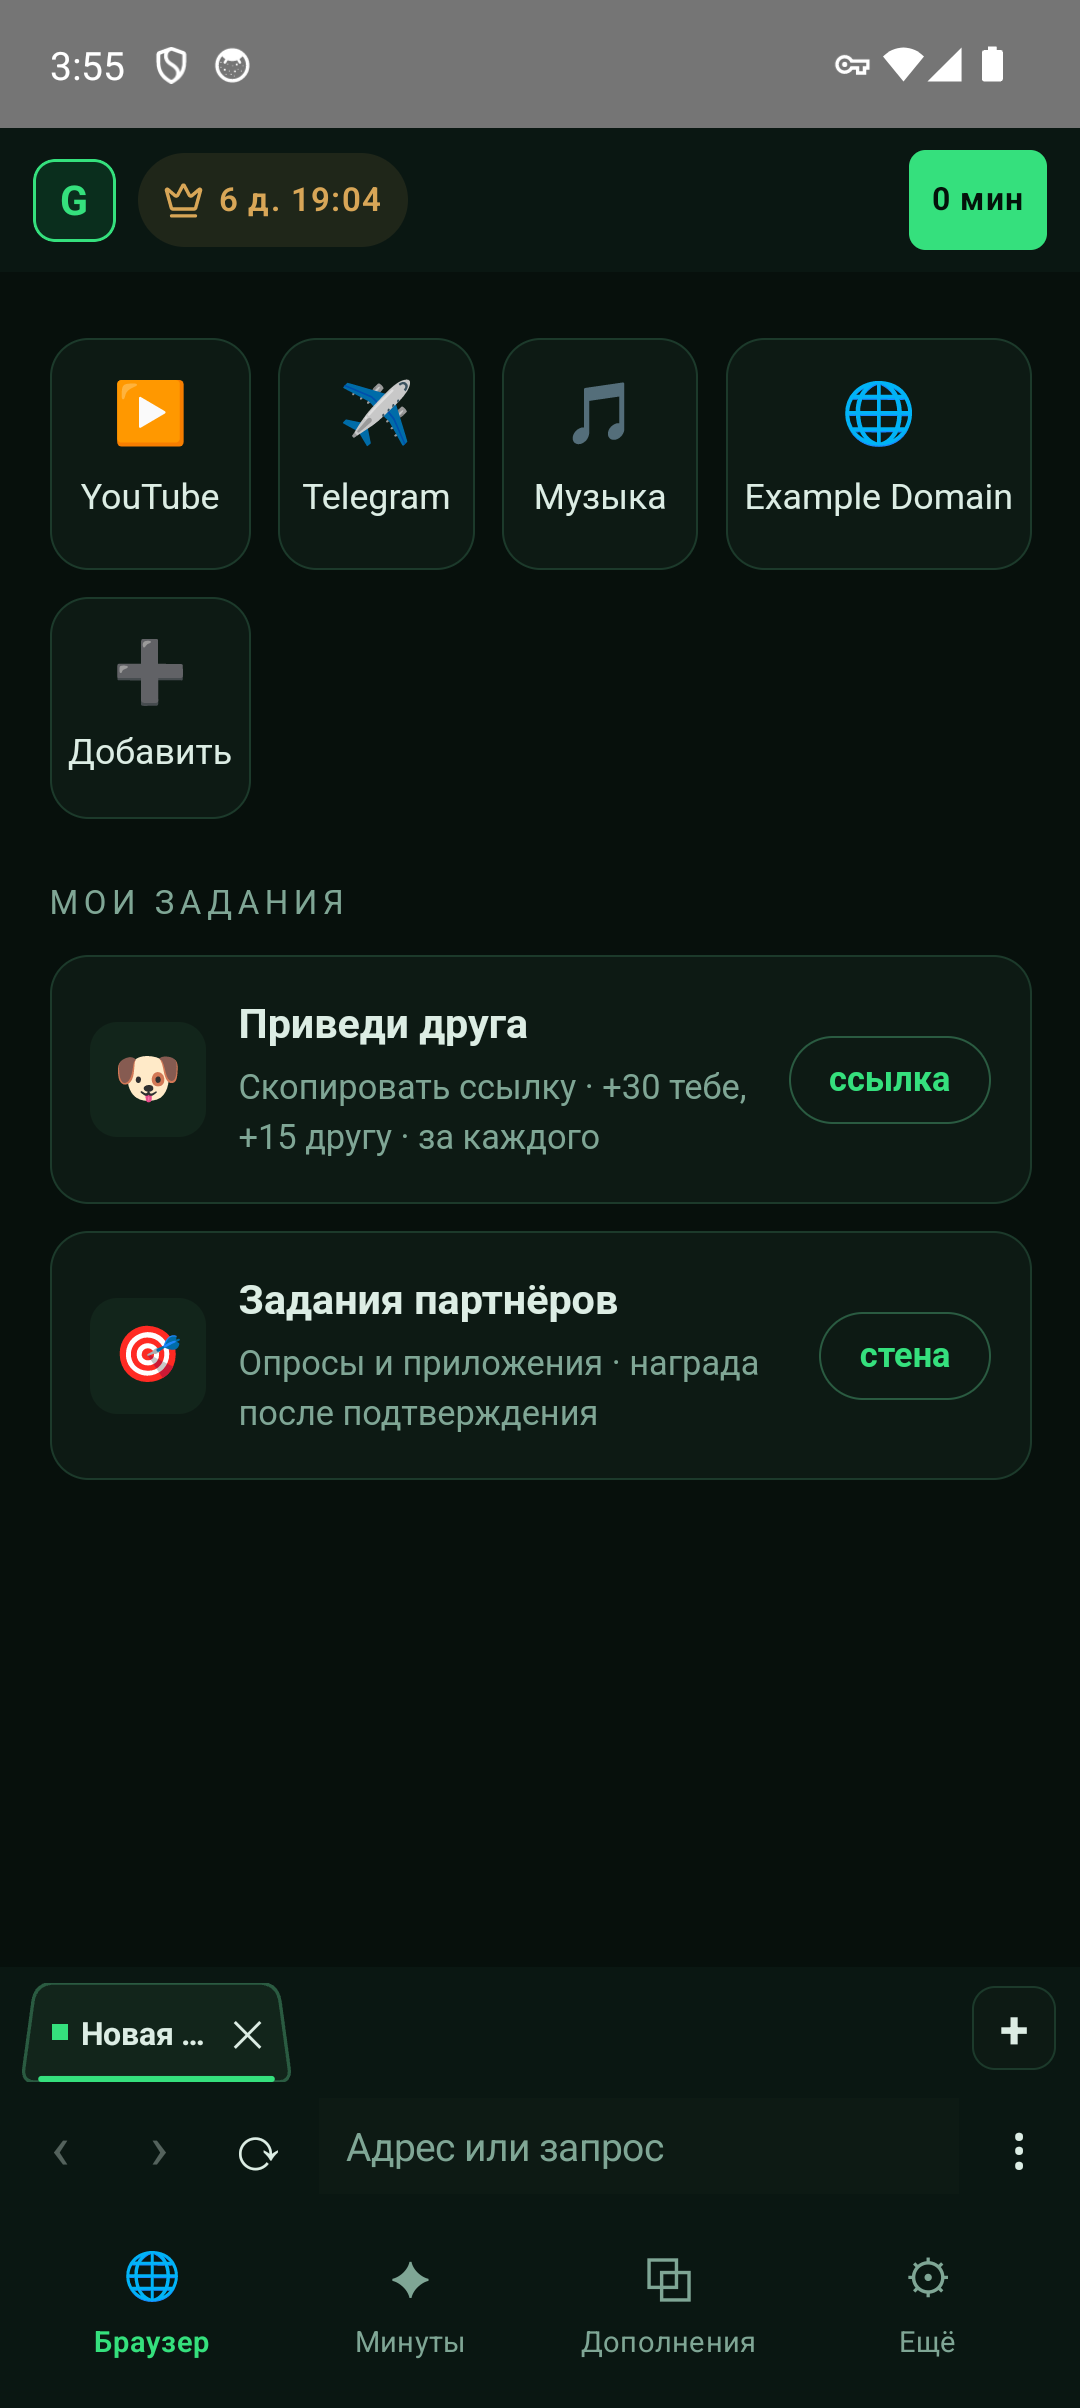 3:55
G
6 д. 19:04
0 мин
YouTube
Telegram
Музыка
Example Domain
Добавить
МОИ ЗАДАНИЯ
Приведи друга
Скопировать ссылку · +30 тебе,
+15 другу · за каждого
ссылка
Задания партнёров
Опросы и приложения · награда
после подтверждения
стена
Новая ...
Адрес или запрос
Браузер
Минуты
Дополнения
Ещё